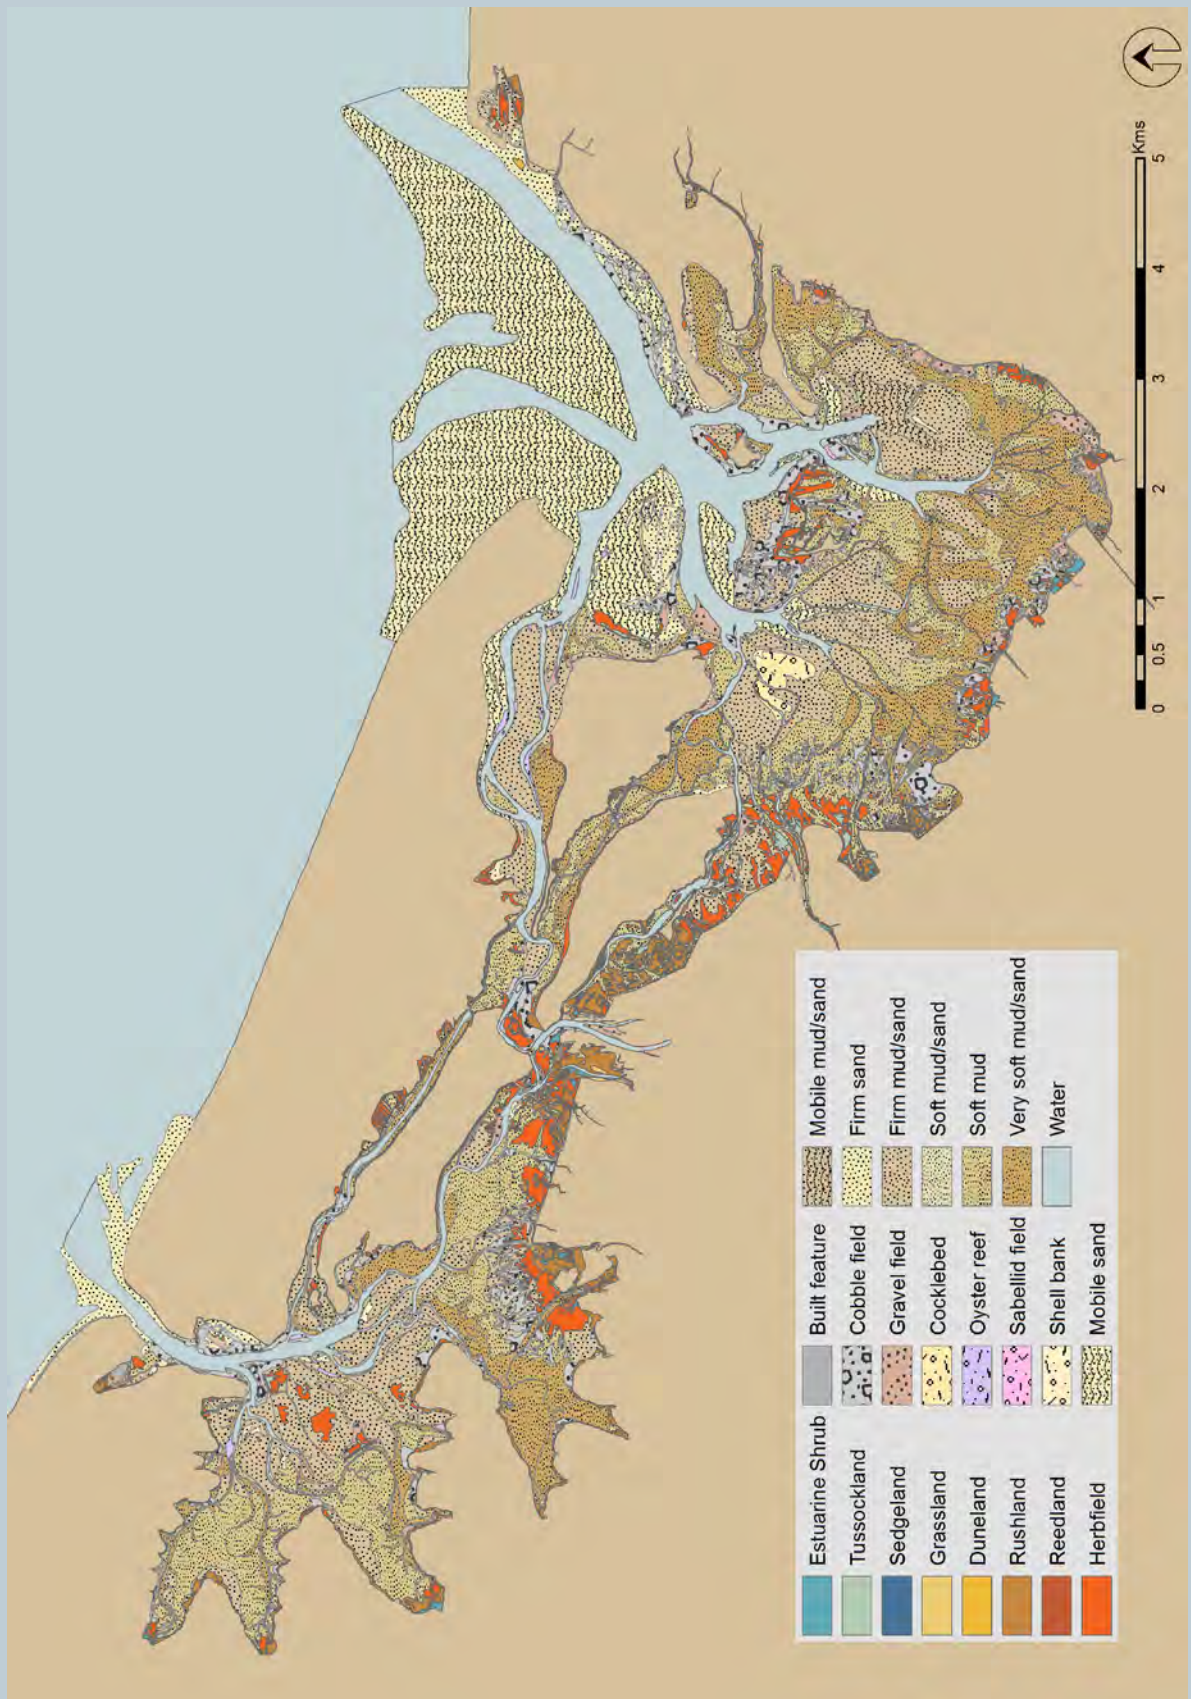 Kms
0 0.5 1 2 3 4 5
Estuarine Shrub
Tussockland
Sedgeland
Grassland
Duneland
Rushland
Reedland
Herbfield
Built feature
Cobble field
Gravel field
Cocklebed
Oyster reef
Sabellid field
Shell bank
Mobile sand
Mobile mud/sand
Firm sand
Firm mud/sand
Soft mud/sand
Soft mud
Very soft mud/sand
Water